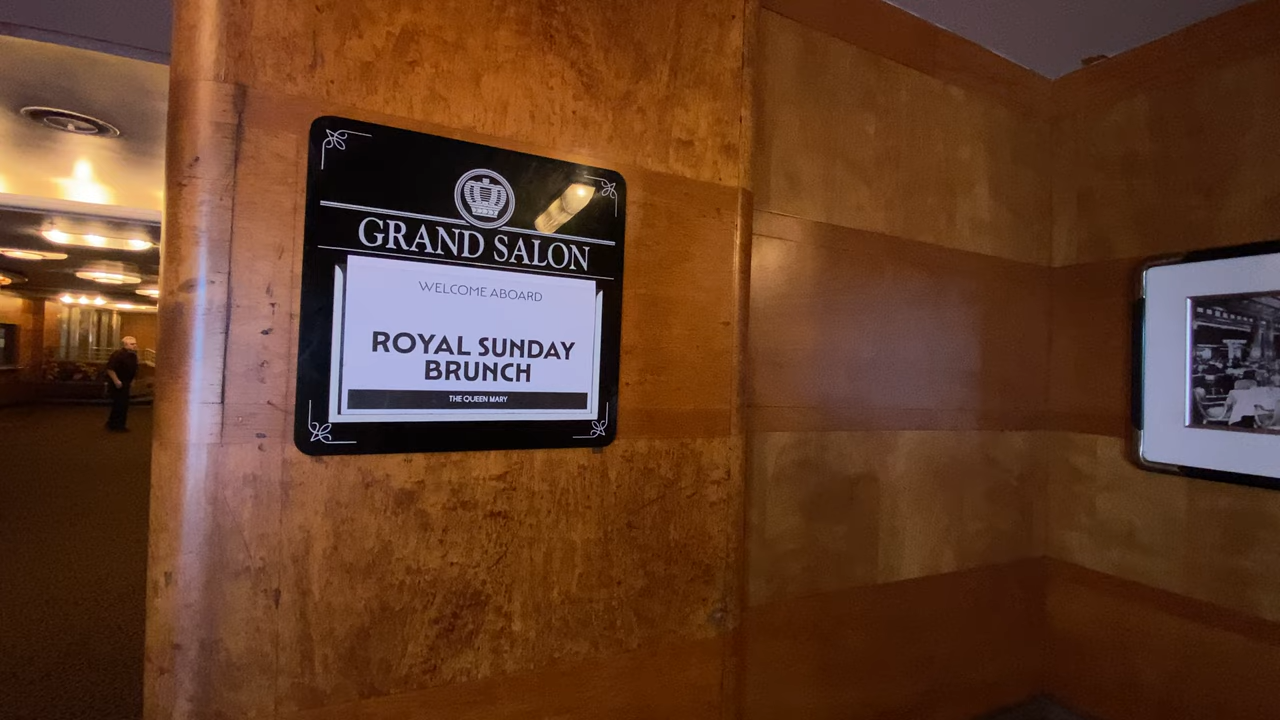 GRAND SALON
WELCOME ABOARD
ROYAL SUNDAY
BRUNCH
THE QUEEN MARY